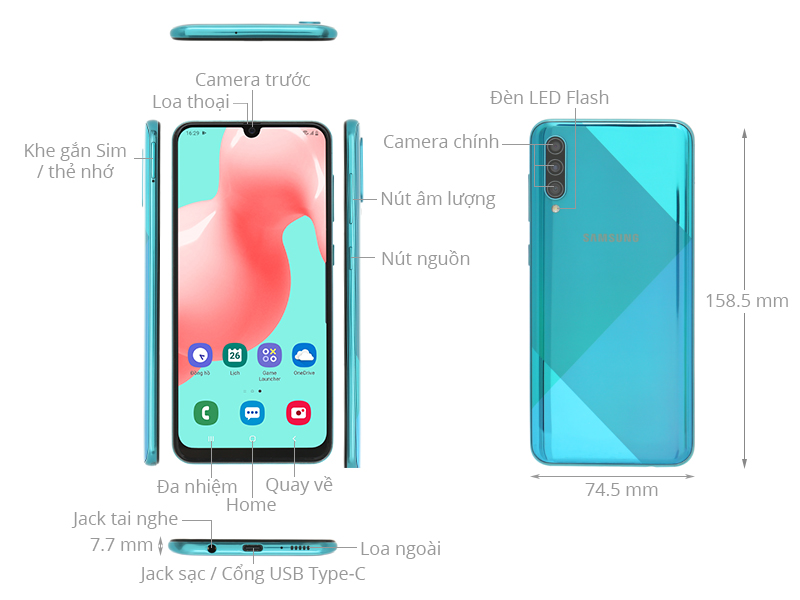 Camera trước
Loa thoại
Đèn LED Flash
Khe gắn Sim
/ thẻ nhớ
Camera chính
16:29
Nút âm lượng
SAMSUNG
Nút nguồn
158.5 mm
26
Đồng hồ
Lịch
Game
Launcher
OneDrive
Đa nhiệm
Quay về
Home
74.5 mm
Jack tai nghe
7.7 mm
Loa ngoài
Jack sạc / Cổng USB Type-C